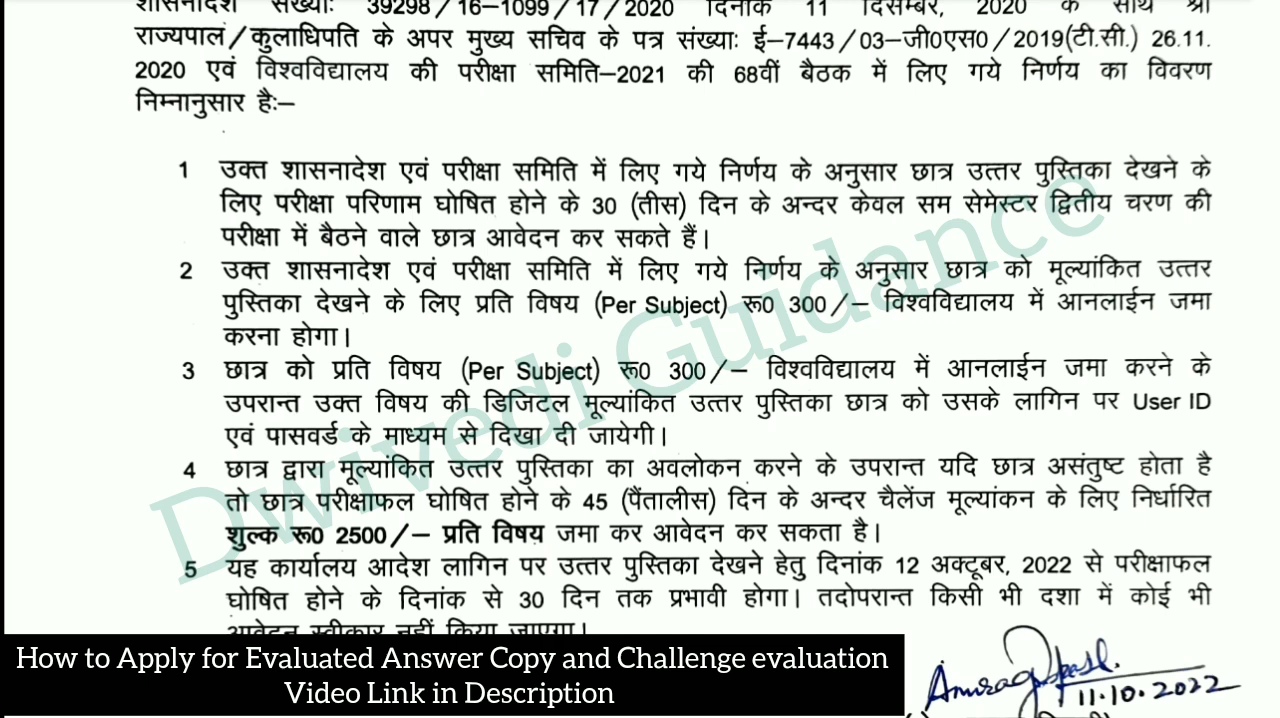 शासनादेश संख्याः 39298/16-1099/17/2020 दिनांक 11 दिसम्बर, 2020 के साथ श्री
राज्यपाल/कुलाधिपति के अपर मुख्य सचिव के पत्र संख्याः ई-7443/03-जी0एस0/2019(टी.सी.) 26.11.
2020 एवं विश्वविद्यालय की परीक्षा समिति-2021 की 68वीं बैठक में लिए गये निर्णय का विवरण
निम्नानुसार हैः-
1 उक्त शासनादेश एवं परीक्षा समिति में लिए गये निर्णय के अनुसार छात्र उत्तर पुस्तिका देखने के
लिए परीक्षा परिणाम घोषित होने के 30 (तीस) दिन के अन्दर केवल सम सेमेस्टर द्वितीय चरण की
परीक्षा में बैठने वाले छात्र आवेदन कर सकते हैं।
2 उक्त शासनादेश एवं परीक्षा समिति में लिए गये निर्णय के अनुसार छात्र को मूल्यांकित उत्तर
पुस्तिका देखने के लिए प्रति विषय (Per Subject) रू0 300/- विश्वविद्यालय में आनलाईन जमा
करना होगा।
3 छात्र को प्रति विषय (Per Subject) रू0 300/- विश्वविद्यालय में आनलाईन जमा करने के
उपरान्त उक्त विषय की डिजिटल मूल्यांकित उत्तर पुस्तिका छात्र को उसके लागिन पर User ID
एवं पासवर्ड के माध्यम से दिखा दी जायेगी।
4 छात्र द्वारा मूल्यांकित उत्तर पुस्तिका का अवलोकन करने के उपरान्त यदि छात्र असंतुष्ट होता है
तो छात्र परीक्षाफल घोषित होने के 45 (पैंतालीस) दिन के अन्दर चैलेंज मूल्यांकन के लिए निर्धारित
शुल्क रू0 2500/- प्रति विषय जमा कर आवेदन कर सकता है।
5 यह कार्यालय आदेश लागिन पर उत्तर पुस्तिका देखने हेतु दिनांक 12 अक्टूबर, 2022 से परीक्षाफल
घोषित होने के दिनांक से 30 दिन तक प्रभावी होगा। तदोपरान्त किसी भी दशा में कोई भी
आवेदन स्वीकार नहीं किया जाएगा।
Dwivedi Guidance
How to Apply for Evaluated Answer Copy and Challenge evaluation
Video Link in Description
11.10.2022